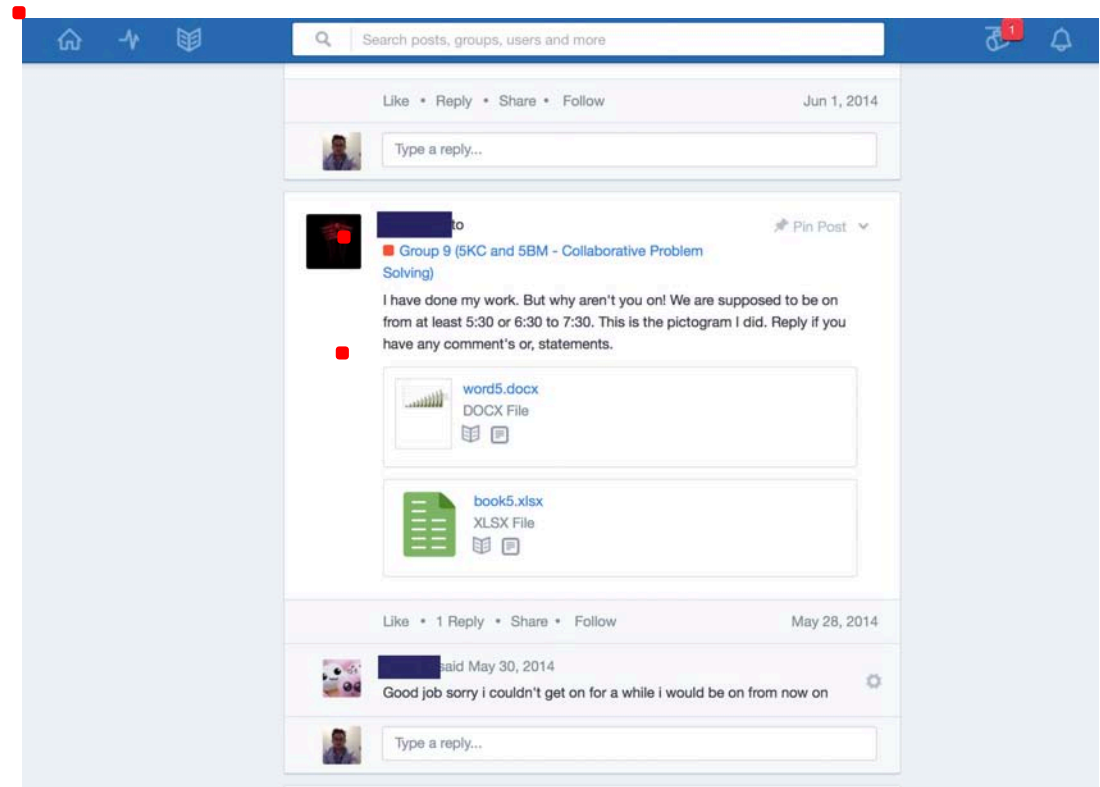 1
Search posts, groups, users and more
Like • Reply • Share • Follow Jun 1, 2014
Type a reply...
to Pin Post
Group 9 (5KC and 5BM - Collaborative Problem
Solving)
I have done my work. But why aren't you on! We are supposed to be on
from at least 5:30 or 6:30 to 7:30. This is the pictogram I did. Reply if you
have any comment's or, statements.
word5.docx
DOCX File
book5.xlsx
XLSX File
Like • 1 Reply • Share • Follow May 28, 2014
said May 30, 2014
Good job sorry i couldn't get on for a while i would be on from now on
Type a reply...